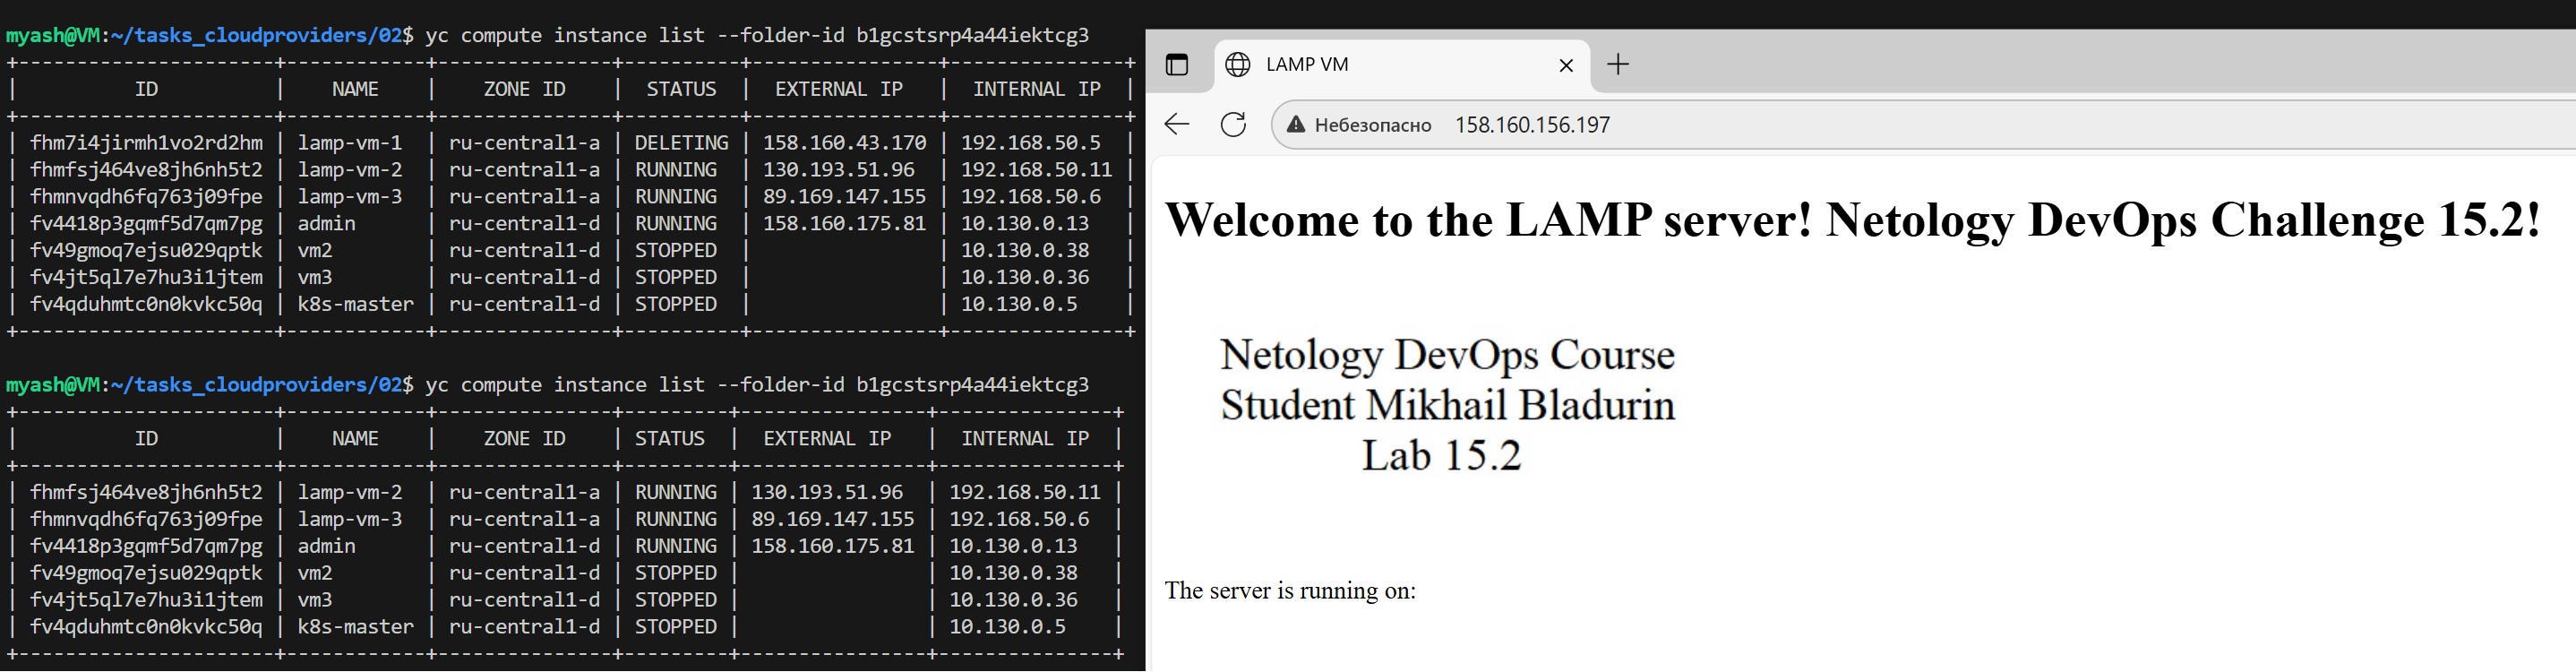 myash@VM:~/tasks_cloudproviders/02$ yc compute instance list --folder-id b1gcstsrp4a44iektcg3
+----------------------+------------+---------------+----------+----------------+---------------+
| ID | NAME | ZONE ID | STATUS | EXTERNAL IP | INTERNAL IP |
+----------------------+------------+---------------+----------+----------------+---------------+
| fhm7i4jirmh1vo2rd2hm | lamp-vm-1 | ru-central1-a | DELETING | 158.160.43.170 | 192.168.50.5 |
| fhmfsj464ve8jh6nh5t2 | lamp-vm-2 | ru-central1-a | RUNNING | 130.193.51.96 | 192.168.50.11 |
| fhmnvqdh6fq763j09fpe | lamp-vm-3 | ru-central1-a | RUNNING | 89.169.147.155 | 192.168.50.6 |
| fv4418p3gqmf5d7qm7pg | admin | ru-central1-d | RUNNING | 158.160.175.81 | 10.130.0.13 |
| fv49gmoq7ejsu029qptk | vm2 | ru-central1-d | STOPPED | | 10.130.0.38 |
| fv4jt5ql7e7hu3i1jtem | vm3 | ru-central1-d | STOPPED | | 10.130.0.36 |
| fv4qduhmtc0n0kvkc50q | k8s-master | ru-central1-d | STOPPED | | 10.130.0.5 |
+----------------------+------------+---------------+----------+----------------+---------------+
myash@VM:~/tasks_cloudproviders/02$ yc compute instance list --folder-id b1gcstsrp4a44iektcg3
+----------------------+------------+---------------+---------+----------------+---------------+
| ID | NAME | ZONE ID | STATUS | EXTERNAL IP | INTERNAL IP |
+----------------------+------------+---------------+---------+----------------+---------------+
| fhmfsj464ve8jh6nh5t2 | lamp-vm-2 | ru-central1-a | RUNNING | 130.193.51.96 | 192.168.50.11 |
| fhmnvqdh6fq763j09fpe | lamp-vm-3 | ru-central1-a | RUNNING | 89.169.147.155 | 192.168.50.6 |
| fv4418p3gqmf5d7qm7pg | admin | ru-central1-d | RUNNING | 158.160.175.81 | 10.130.0.13 |
| fv49gmoq7ejsu029qptk | vm2 | ru-central1-d | STOPPED | | 10.130.0.38 |
| fv4jt5ql7e7hu3i1jtem | vm3 | ru-central1-d | STOPPED | | 10.130.0.36 |
| fv4qduhmtc0n0kvkc50q | k8s-master | ru-central1-d | STOPPED | | 10.130.0.5 |
+----------------------+------------+---------------+---------+----------------+---------------+
LAMP VM
Небезопасно 158.160.156.197
Welcome to the LAMP server! Netology DevOps Challenge 15.2!
Netology DevOps Course
Student Mikhail Bladurin
Lab 15.2
The server is running on: